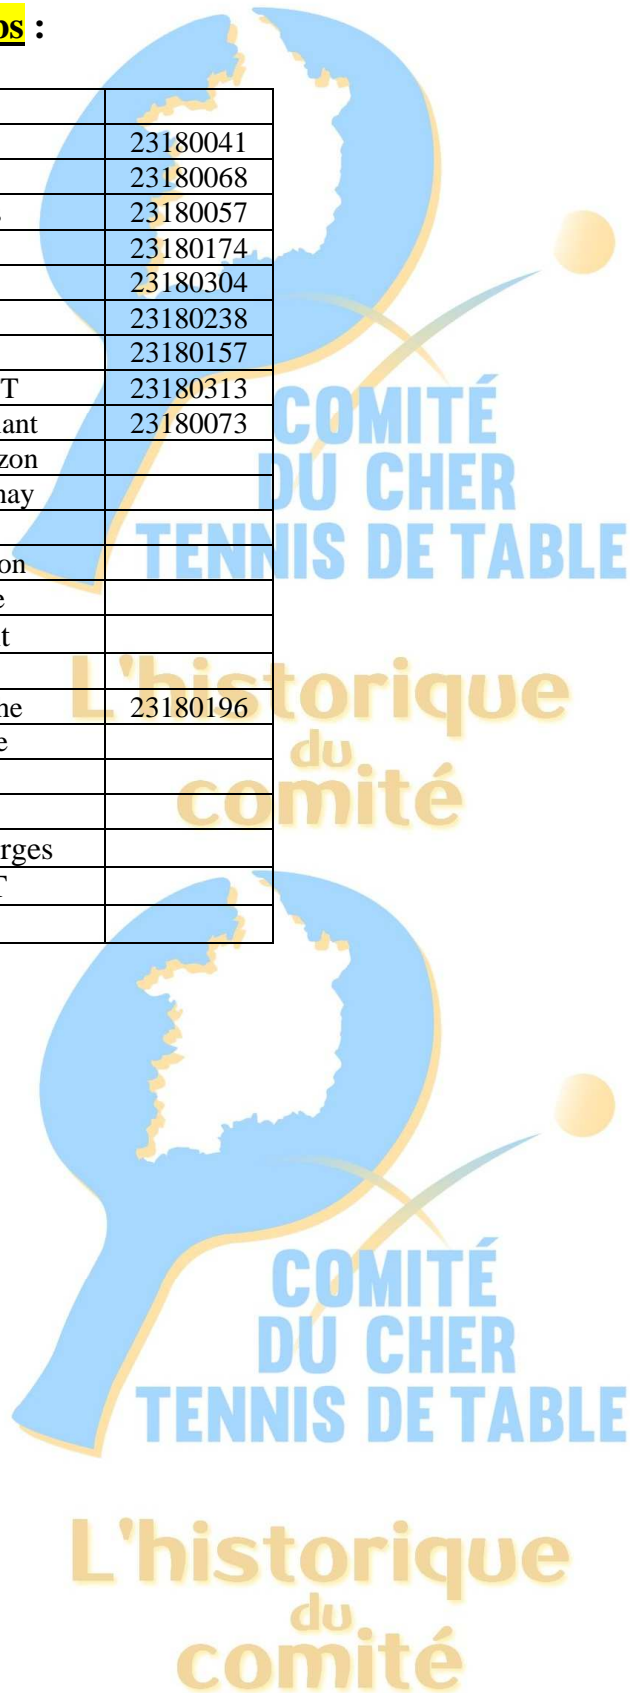 os :
23180041
23180068
23180057
23180174
23180304
23180238
23180157
T 23180313
ant 23180073
zon
nay
on
e
t
ne 23180196
e
rges
T
COMITÉ
DU CHER
TENNIS DE TABLE
L'historique
du
comité
COMITÉ
DU CHER
TENNIS DE TABLE
L'historique
du
comité